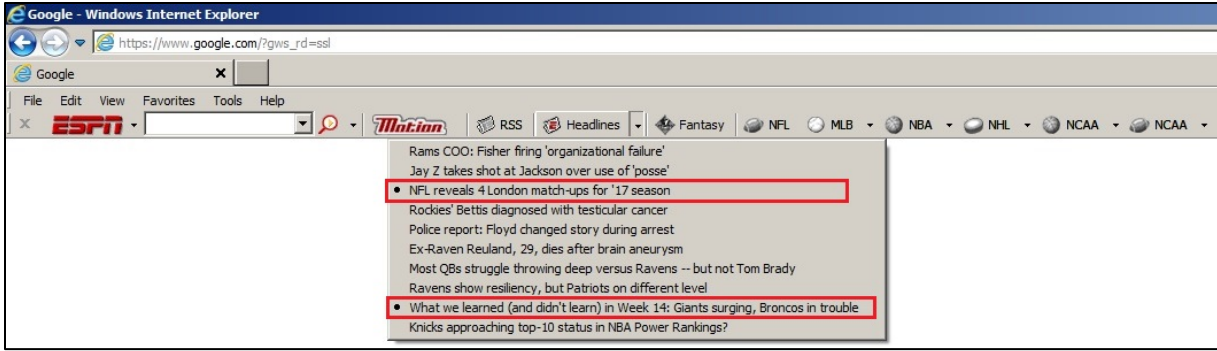 Google - Windows Internet Explorer
https://www.google.com/?gws_rd=ssl
Google
File Edit View Favorites Tools Help
ESPN Motion RSS Headlines Fantasy NFL MLB NBA NHL NCAA NCAA
Rams COO: Fisher firing 'organizational failure'
Jay Z takes shot at Jackson over use of 'posse'
• NFL reveals 4 London match-ups for '17 season
Rockies' Bettis diagnosed with testicular cancer
Police report: Floyd changed story during arrest
Ex-Raven Reuland, 29, dies after brain aneurysm
Most QBs struggle throwing deep versus Ravens -- but not Tom Brady
Ravens show resiliency, but Patriots on different level
• What we learned (and didn't learn) in Week 14: Giants surging, Broncos in trouble
Knicks approaching top-10 status in NBA Power Rankings?